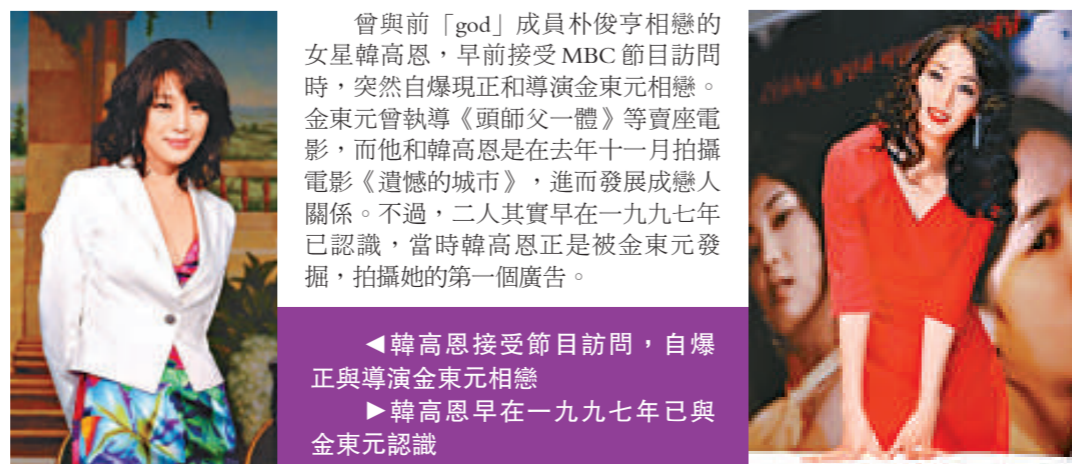 曾與前「god」成員朴俊亨相戀的
女星韓高恩，早前接受 MBC 節目訪問
時，突然自爆現正和導演金東元相戀。
金東元曾執導《頭師父一體》等賣座電
影，而他和韓高恩是在去年十一月拍攝
電影《遺憾的城市》，進而發展成戀人
關係。不過，二人其實早在一九九七年
已認識，當時韓高恩正是被金東元發
掘，拍攝她的第一個廣告。
◀韓高恩接受節目訪問，自爆
正與導演金東元相戀
▶韓高恩早在一九九七年已與
金東元認識